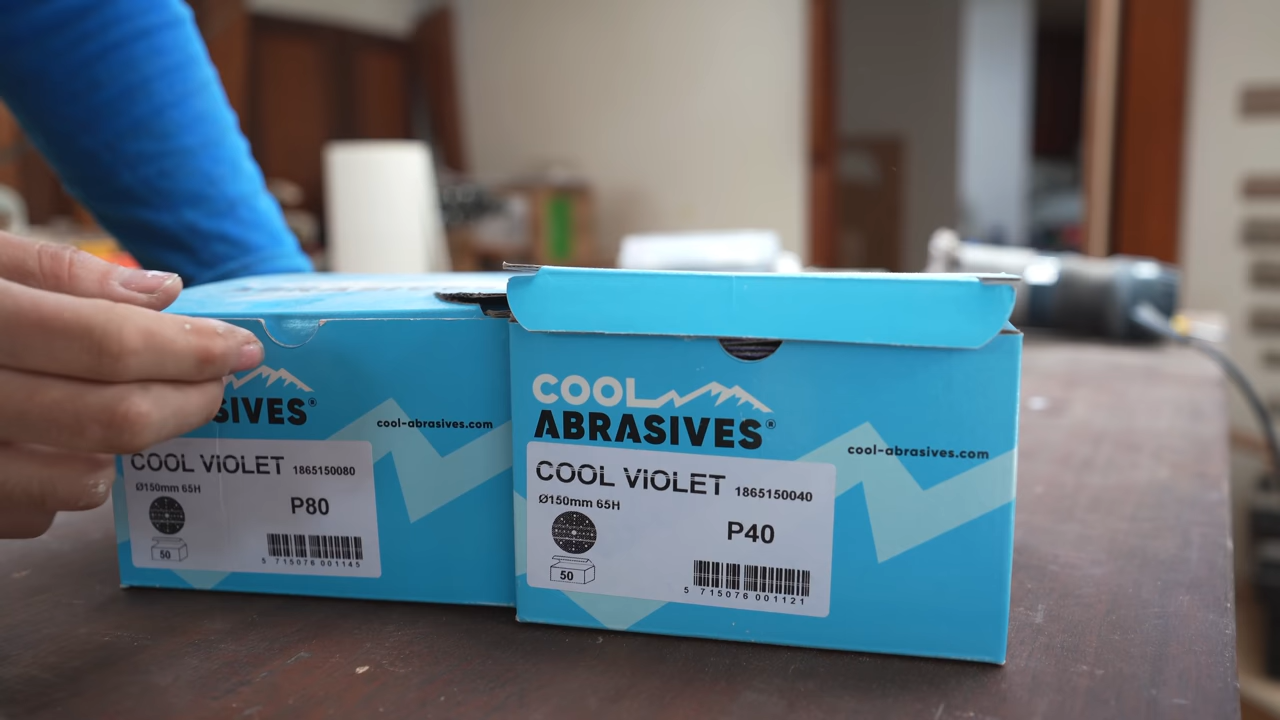 SIVES®
cool-abrasives.com
COOL VIOLET 1865150080
Ø150mm 65H
P80
50
5 715076 001145
COOL
ABRASIVES®
cool-abrasives.com
COOL VIOLET 1865150040
Ø150mm 65H
P40
50
5 715076 001121